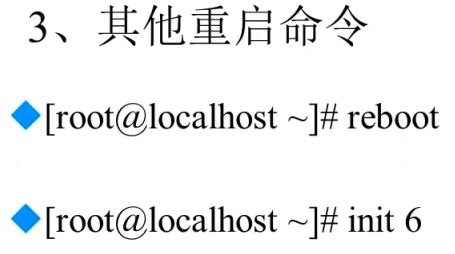 3、其他重启命令
[root@localhost ~]# reboot
[root@localhost ~]# init 6